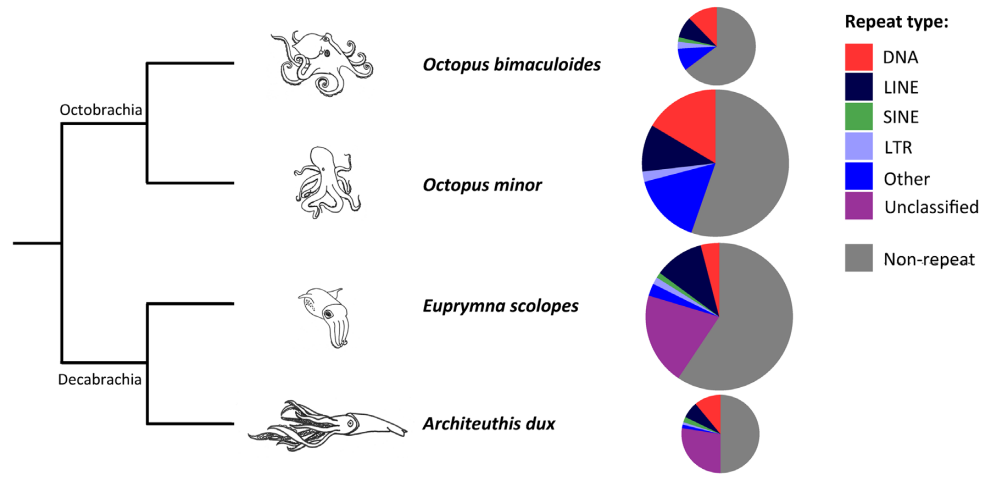 Octobrachia
Decabrachia
Octopus bimaculoides
Octopus minor
Euprymna scolopes
Architeuthis dux
Repeat type:
DNA
LINE
SINE
LTR
Other
Unclassified
Non-repeat